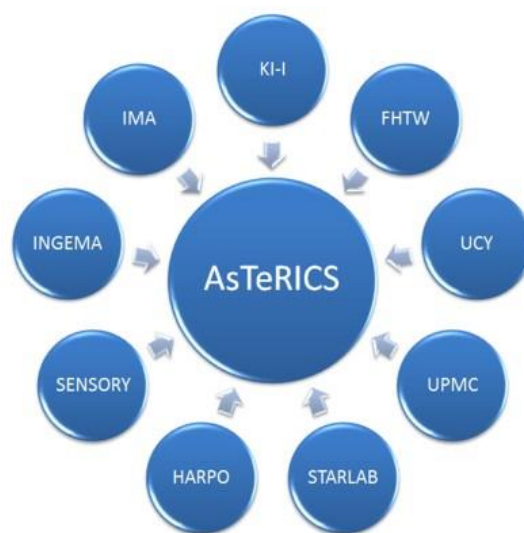 KI-I
IMA
FHTW
INGEMA
AsTeRICS
UCY
SENSORY
UPMC
HARPO
STARLAB